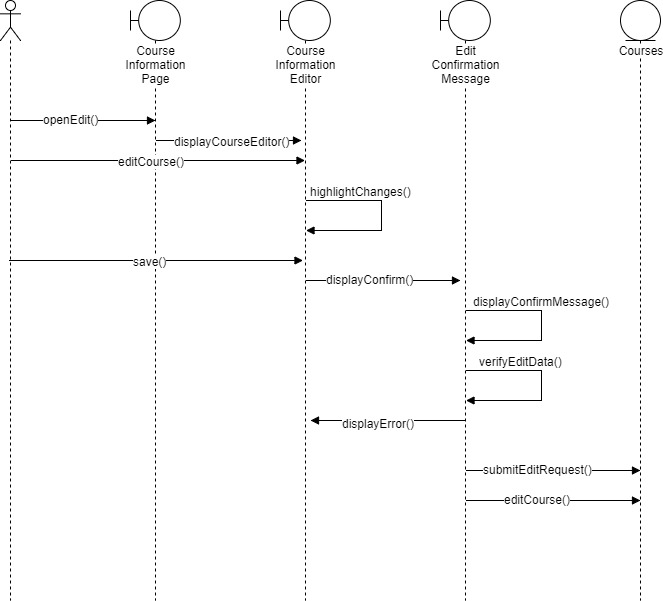 Course
Information
Page
Course
Information
Editor
Edit
Confirmation
Message
Courses
openEdit()
displayCourseEditor()
editCourse()
highlightChanges()
save()
displayConfirm()
displayConfirmMessage()
verifyEditData()
displayError()
submitEditRequest()
editCourse()